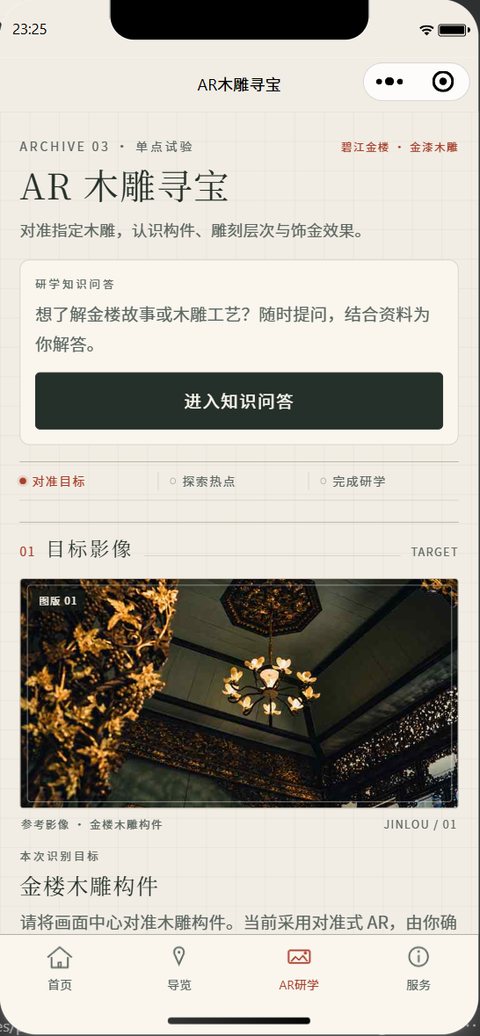 23:25
AR木雕寻宝
ARCHIVE 03 · 单点试验
碧江金楼 · 金漆木雕
AR 木雕寻宝
对准指定木雕，认识构件、雕刻层次与饰金效果。
研学知识问答
想了解金楼故事或木雕工艺？随时提问，结合资料为
你解答。
进入知识问答
对准目标
探索热点
完成研学
01 目标影像
TARGET
图版 01
参考影像 · 金楼木雕构件
JINLOU / 01
本次识别目标
金楼木雕构件
请将画面中心对准木雕构件。当前采用对准式 AR，由你确
首页
导览
AR研学
服务